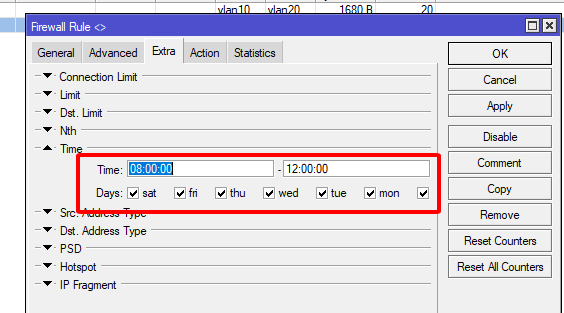 vlan10 vlan20 1680 B 20
Firewall Rule <>
General Advanced Extra Action Statistics
Connection Limit
Limit
Dst. Limit
Nth
Time
Time: 08:00:00 - 12:00:00
Days: sat fri thu wed tue mon
Src. Address Type
Dst. Address Type
PSD
Hotspot
IP Fragment
OK
Cancel
Apply
Disable
Comment
Copy
Remove
Reset Counters
Reset All Counters